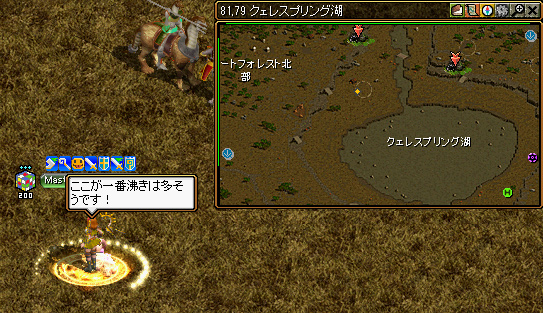 81,79 クェレスプリング湖
ートフォレスト北
部
クェレスプリング湖
Mast
200
ここが一番沸きは多そ
うです！